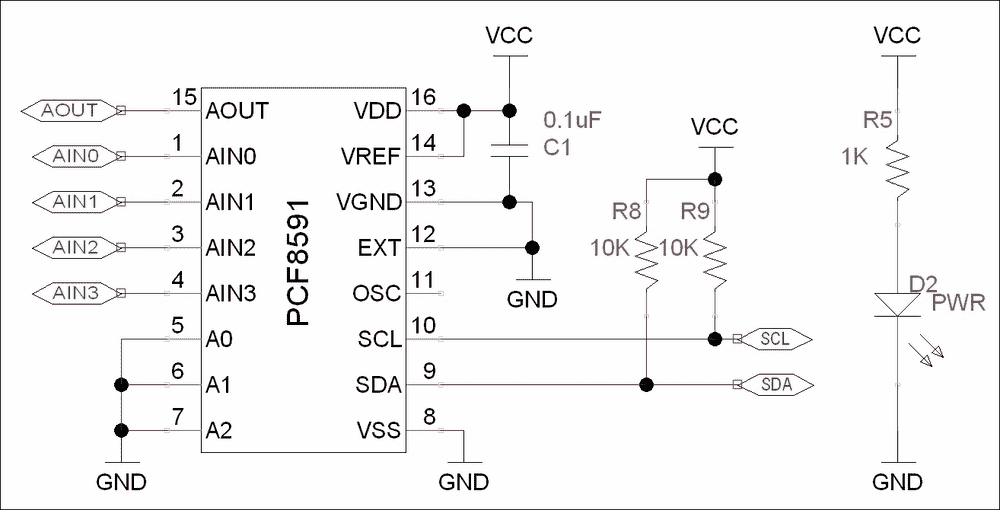 VCC
VCC
AOUT
15
AOUT
VDD
16
0.1uF
C1
VCC
R5
1K
AIN0
1
AIN0
VREF
14
AIN1
2
AIN1
VGND
13
R8
R9
10K
10K
AIN2
3
AIN2
EXT
12
PCF8591
GND
AIN3
4
AIN3
OSC
11
D2
PWR
5
A0
SCL
10
SCL
6
A1
SDA
9
SDA
7
A2
VSS
8
GND
GND
GND